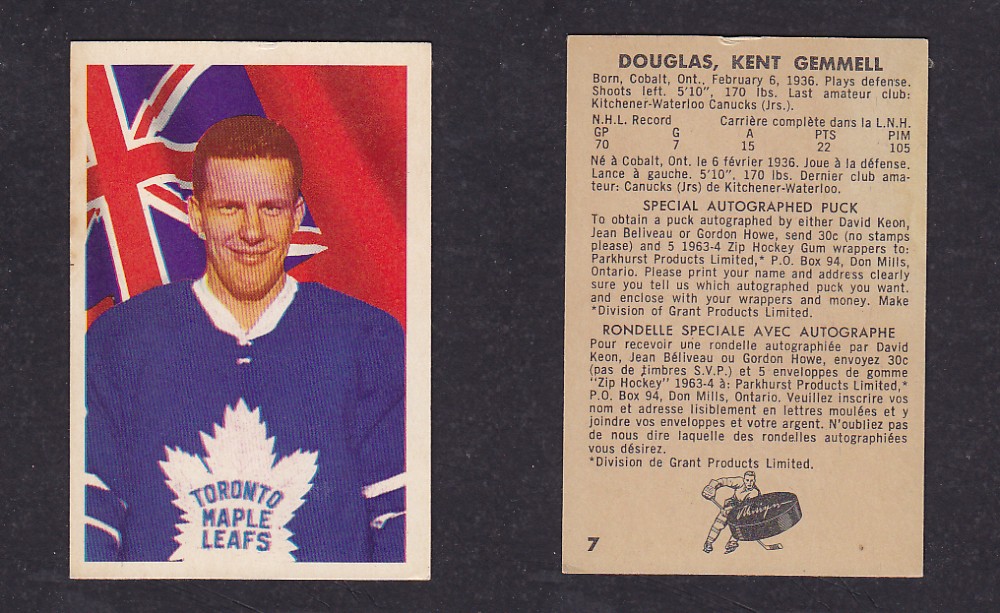 TORONTO
MAPLE
LEAFS
DOUGLAS, KENT GEMMELL
Born, Cobalt, Ont., February 6, 1936. Plays defense.
Shoots left. 5'10", 170 lbs. Last amateur club:
Kitchener-Waterloo Canucks (Jrs.).
N.H.L. Record Carrière complète dans la L.N.H.
GP G A PTS PIM
70 7 15 22 105
Né à Cobalt, Ont. le 6 février 1936. Joue à la défense.
Lance à gauche. 5'10", 170 lbs. Dernier club ama-
teur: Canucks (Jrs) de Kitchener-Waterloo.
SPECIAL AUTOGRAPHED PUCK
To obtain a puck autographed by either David Keon,
Jean Beliveau or Gordon Howe, send 30c (no stamps
please) and 5 1963-4 Zip Hockey Gum wrappers to:
Parkhurst Products Limited,* P.O. Box 94, Don Mills,
Ontario. Please print your name and address clearly
sure you tell us which autographed puck you want.
and enclose with your wrappers and money. Make
*Division of Grant Products Limited.
RONDELLE SPECIALE AVEC AUTOGRAPHE
Pour recevoir une rondelle autographiée par David
Keon, Jean Béliveau ou Gordon Howe, envoyez 30c
(pas de timbres S.V.P.) et 5 enveloppes de gomme
"Zip Hockey" 1963-4 à: Parkhurst Products Limited,*
P.O. Box 94, Don Mills, Ontario. Veuillez inscrire vos
nom et adresse lisiblement en lettres moulées et y
joindre vos enveloppes et votre argent. N'oubliez pas
de nous dire laquelle des rondelles autographiées
vous désirez.
*Division de Grant Products Limited.
7